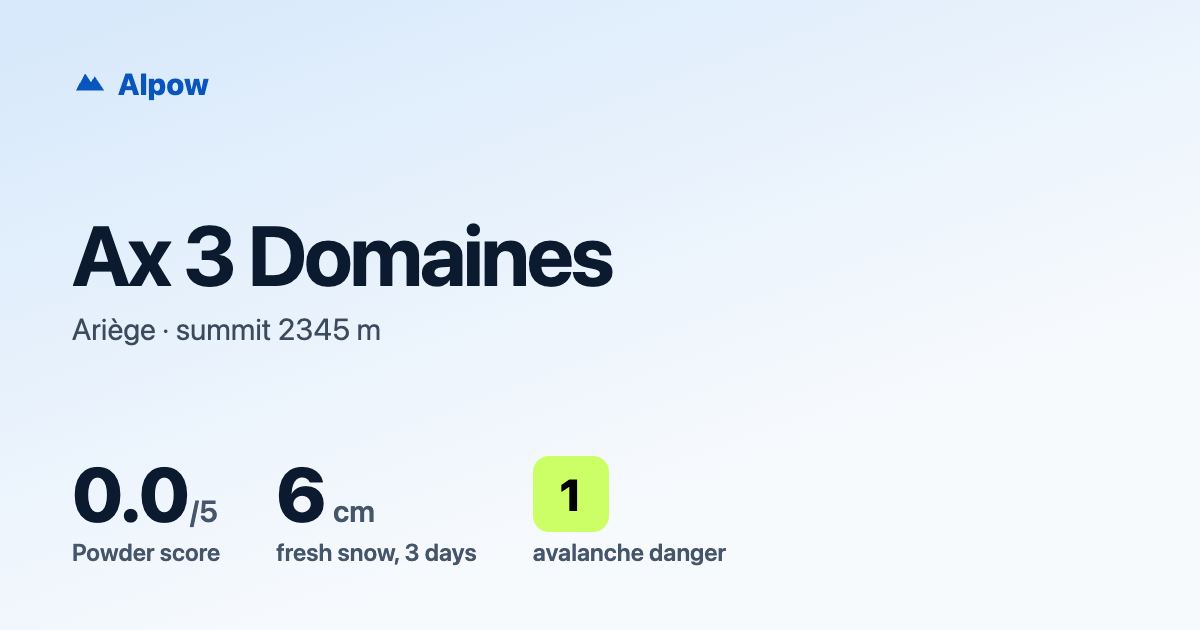 Alpow
Ax 3 Domaines
Ariège · summit 2345 m
0.0/5
Powder score
6 cm
fresh snow, 3 days
1
avalanche danger